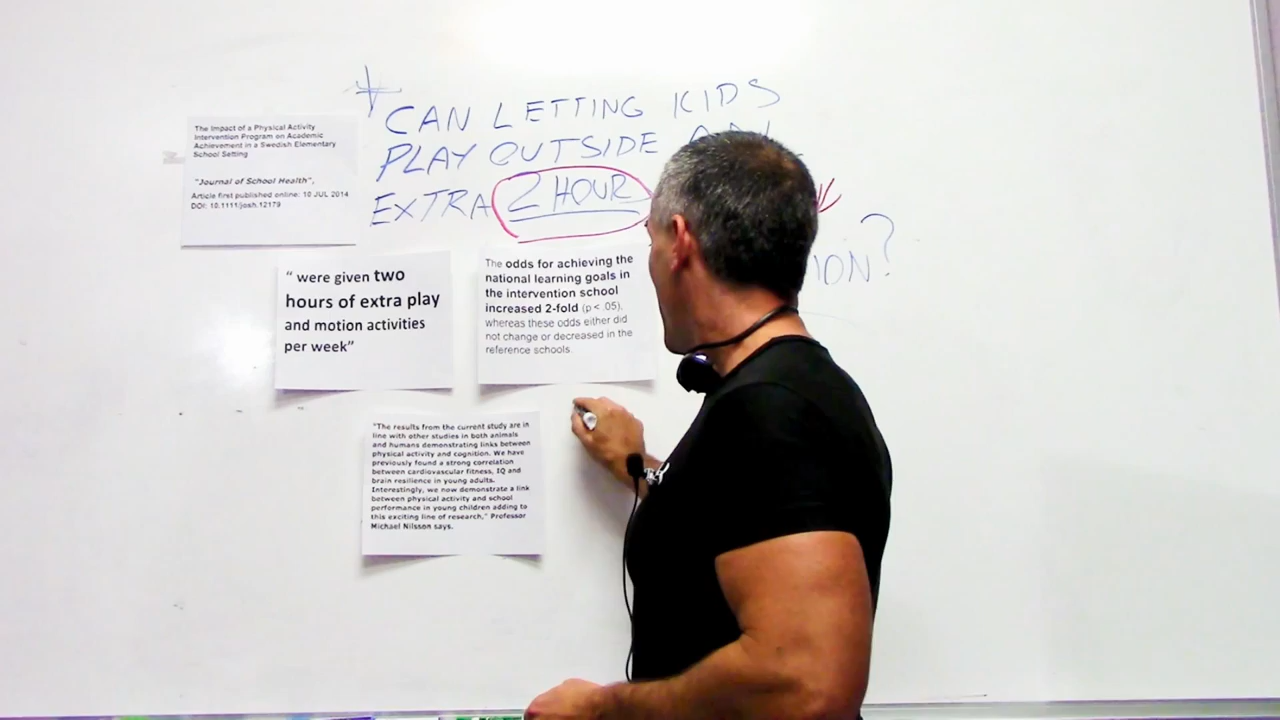 CAN LETTING KIDS
PLAY OUTSIDE AN
EXTRA 2 HOUR
?
The Impact of a Physical Activity
Intervention Program on Academic
Achievement in a Swedish Elementary
School Setting
"Journal of School Health",
Article first published online: 10 JUL 2014
DOI: 10.1111/josh.12179
" were given two
hours of extra play
and motion activities
per week"
The odds for achieving the
national learning goals in
the intervention school
increased 2-fold (p < .05),
whereas these odds either did
not change or decreased in the
reference schools
"The results from the current study are in
line with other studies in both animals
and humans demonstrating links between
physical activity and cognition. We have
previously found a strong correlation
between cardiovascular fitness, IQ and
brain resilience in young adults.
Interestingly, we now demonstrate a link
between physical activity and school
performance in young children adding to
this exciting line of research," Professor
Michael Nilsson says.